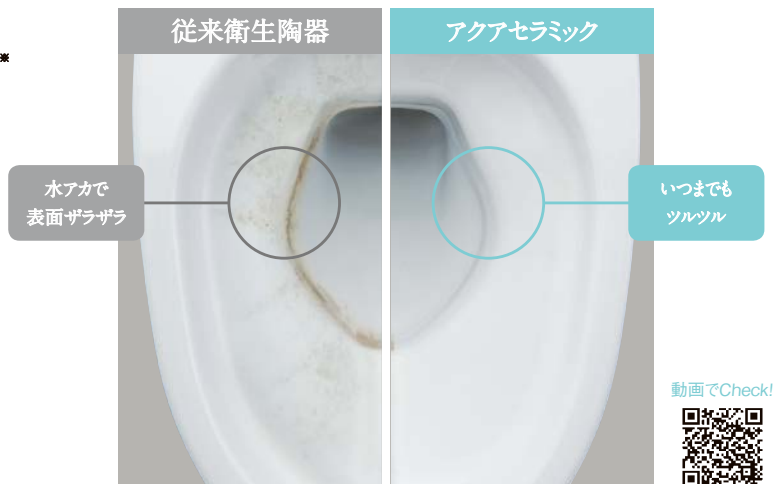 従来衛生陶器
アクアセラミック
※
水アカで
表面ザラザラ
いつまでも
ツルツル
動画でCheck!